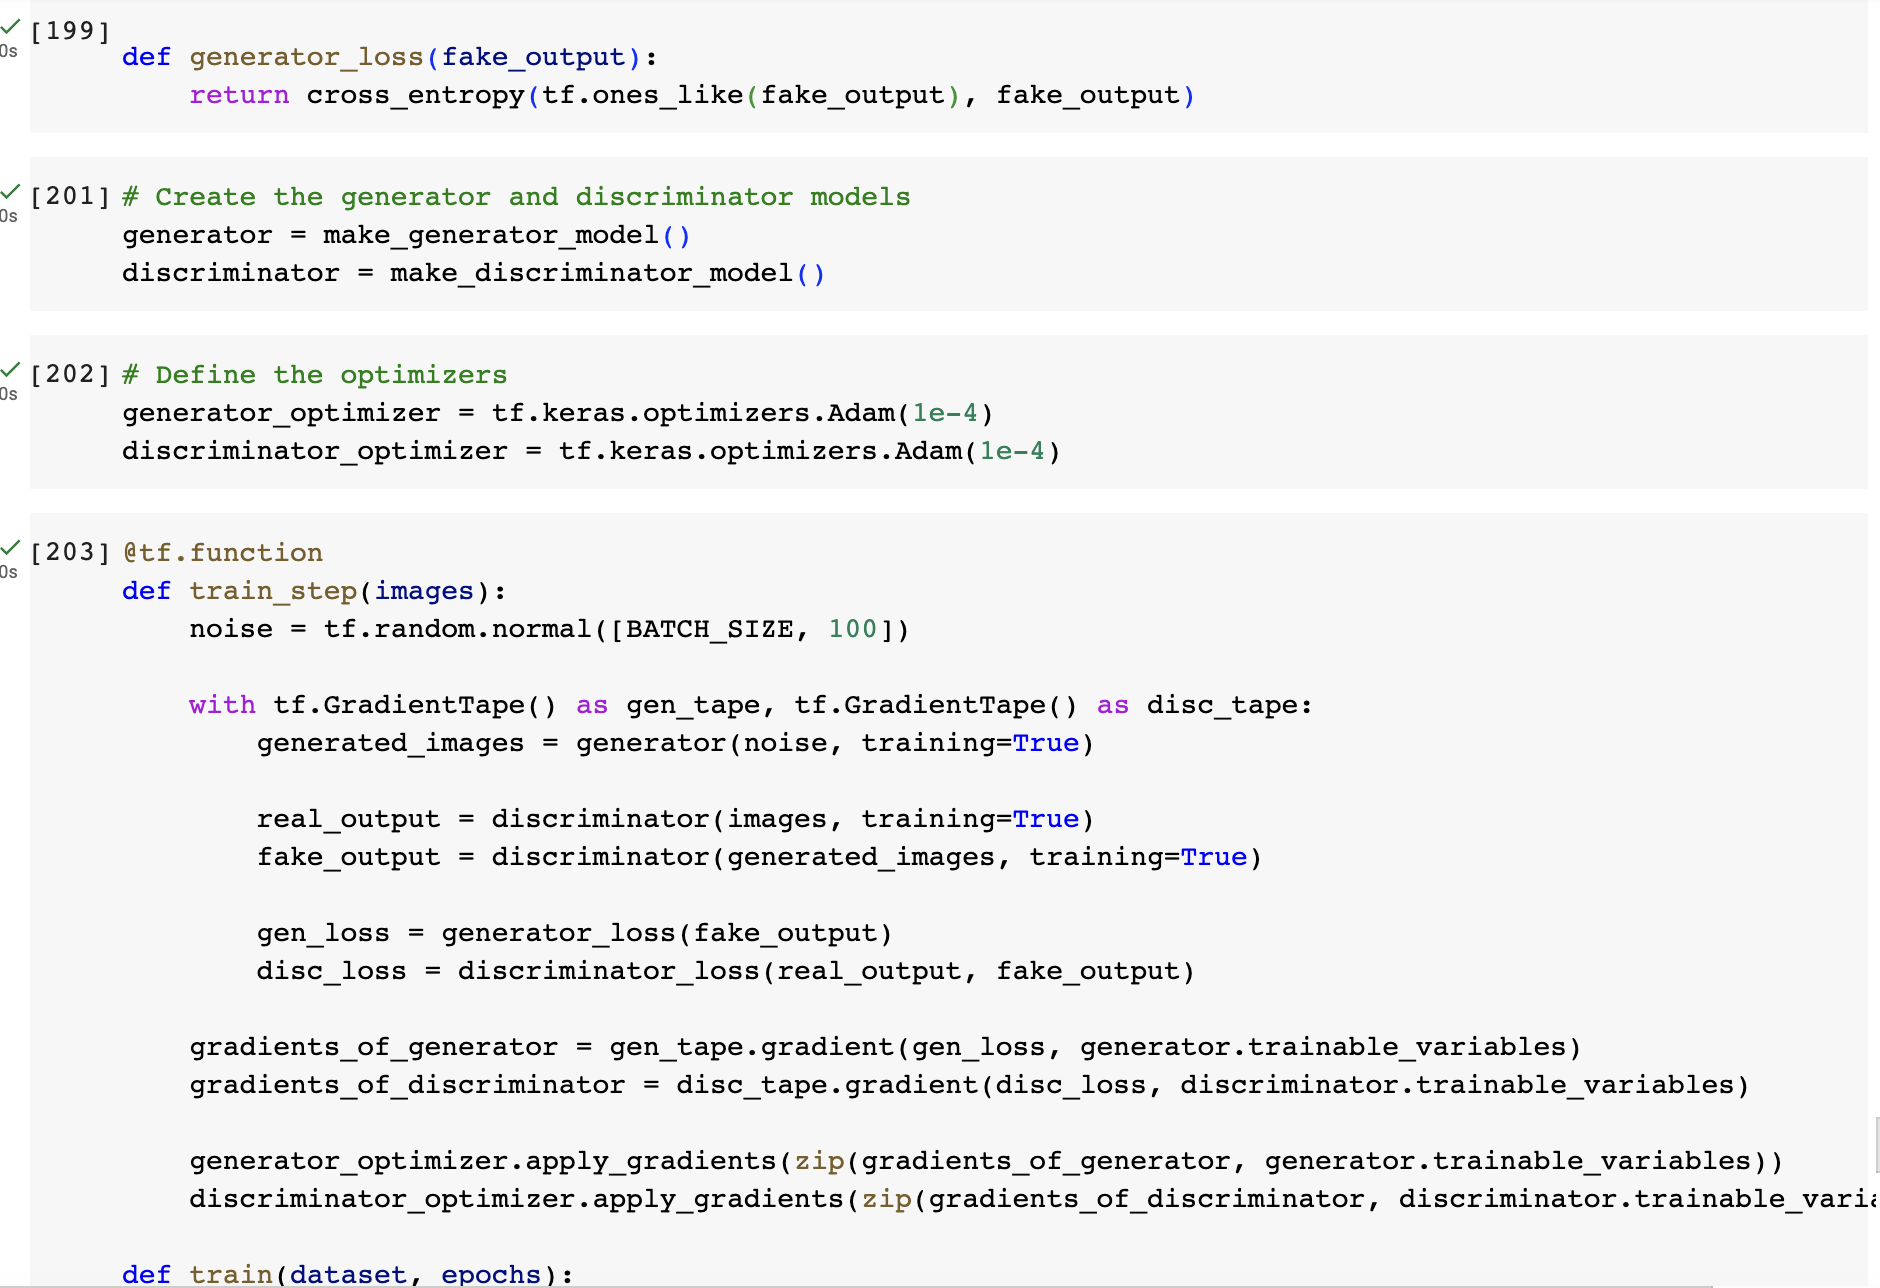 [199]
0s
def generator_loss(fake_output):
    return cross_entropy(tf.ones_like(fake_output), fake_output)
[201] # Create the generator and discriminator models
0s
generator = make_generator_model()
discriminator = make_discriminator_model()
[202] # Define the optimizers
0s
generator_optimizer = tf.keras.optimizers.Adam(1e-4)
discriminator_optimizer = tf.keras.optimizers.Adam(1e-4)
[203] @tf.function
0s
def train_step(images):
    noise = tf.random.normal([BATCH_SIZE, 100])
    with tf.GradientTape() as gen_tape, tf.GradientTape() as disc_tape:
        generated_images = generator(noise, training=True)
        real_output = discriminator(images, training=True)
        fake_output = discriminator(generated_images, training=True)
        gen_loss = generator_loss(fake_output)
        disc_loss = discriminator_loss(real_output, fake_output)
    gradients_of_generator = gen_tape.gradient(gen_loss, generator.trainable_variables)
    gradients_of_discriminator = disc_tape.gradient(disc_loss, discriminator.trainable_variables)
    generator_optimizer.apply_gradients(zip(gradients_of_generator, generator.trainable_variables))
    discriminator_optimizer.apply_gradients(zip(gradients_of_discriminator, discriminator.trainable_varia
def train(dataset, epochs):